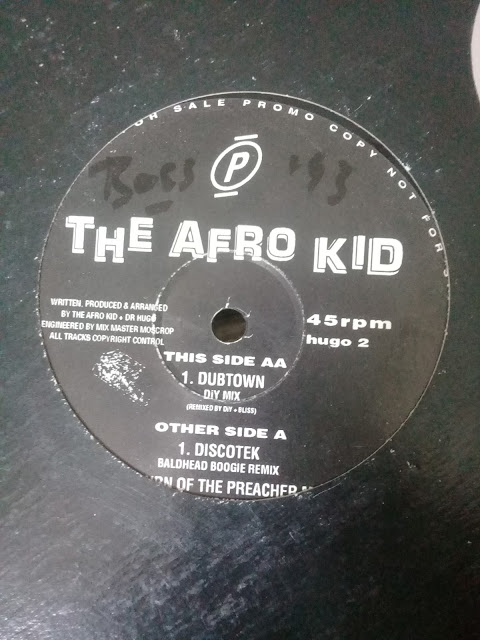 OR SALE PROMO COPY NOT FOR S
Boss '93
P
THE AFRO KID
WRITTEN, PRODUCED & ARRANGED
BY THE AFRO KID + DR HUGO
ENGINEERED BY MIX MASTER MOSCROP
ALL TRACKS COPYRIGHT CONTROL
45rpm
hugo 2
THIS SIDE AA
1. DUBTOWN
DiY MIX
(REMIXED BY DiY + BLISS)
OTHER SIDE A
1. DISCOTEK
BALDHEAD BOOGIE REMIX
URN OF THE PREACHER M